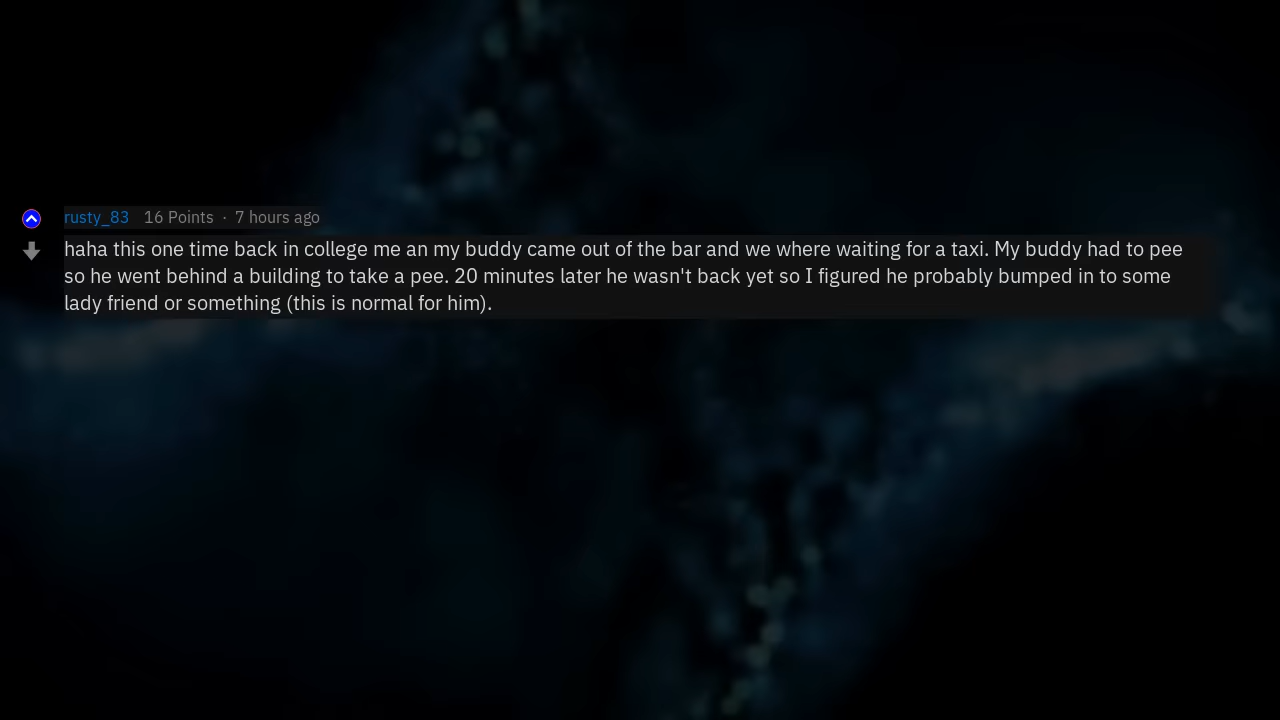 rusty_83 16 Points · 7 hours ago
haha this one time back in college me an my buddy came out of the bar and we where waiting for a taxi. My buddy had to pee
so he went behind a building to take a pee. 20 minutes later he wasn't back yet so I figured he probably bumped in to some
lady friend or something (this is normal for him).